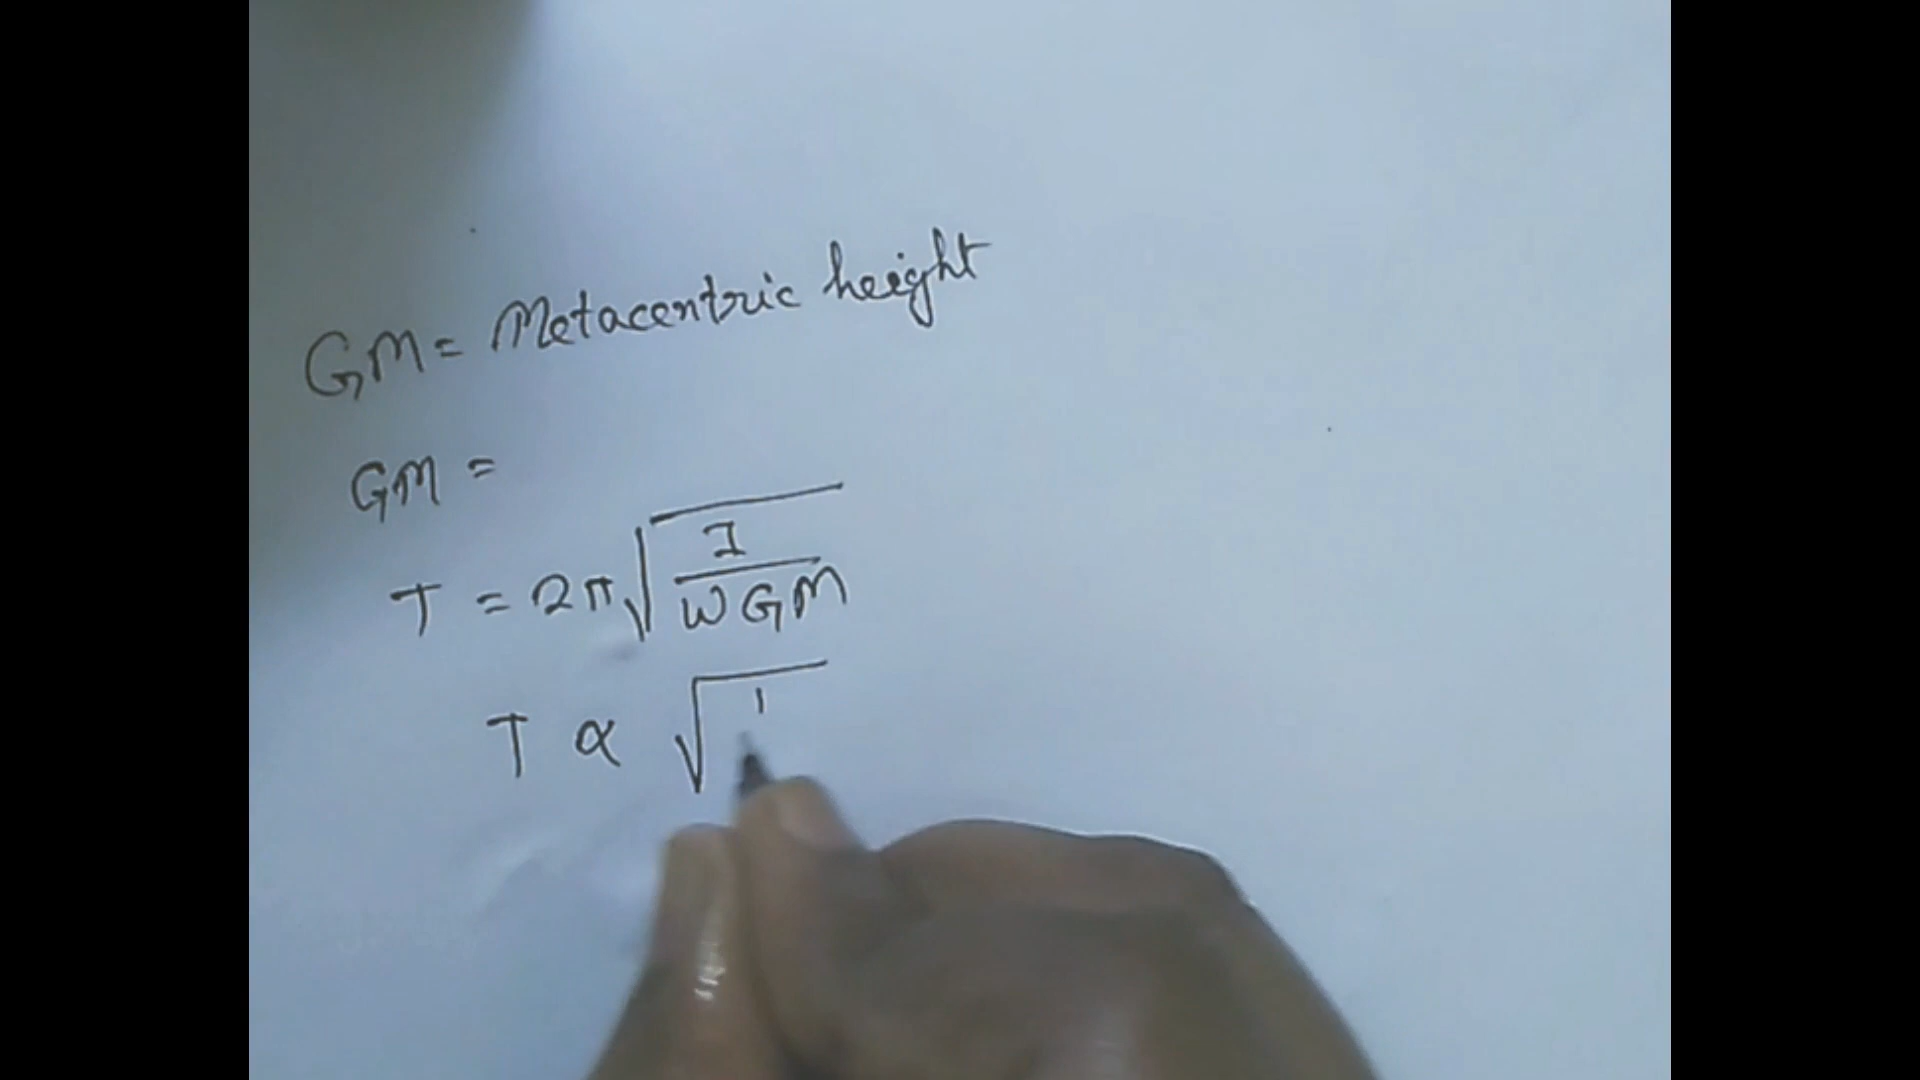 GM = Metacentric height
GM =
T = 2π√(I/WGM)
T ∝ √1